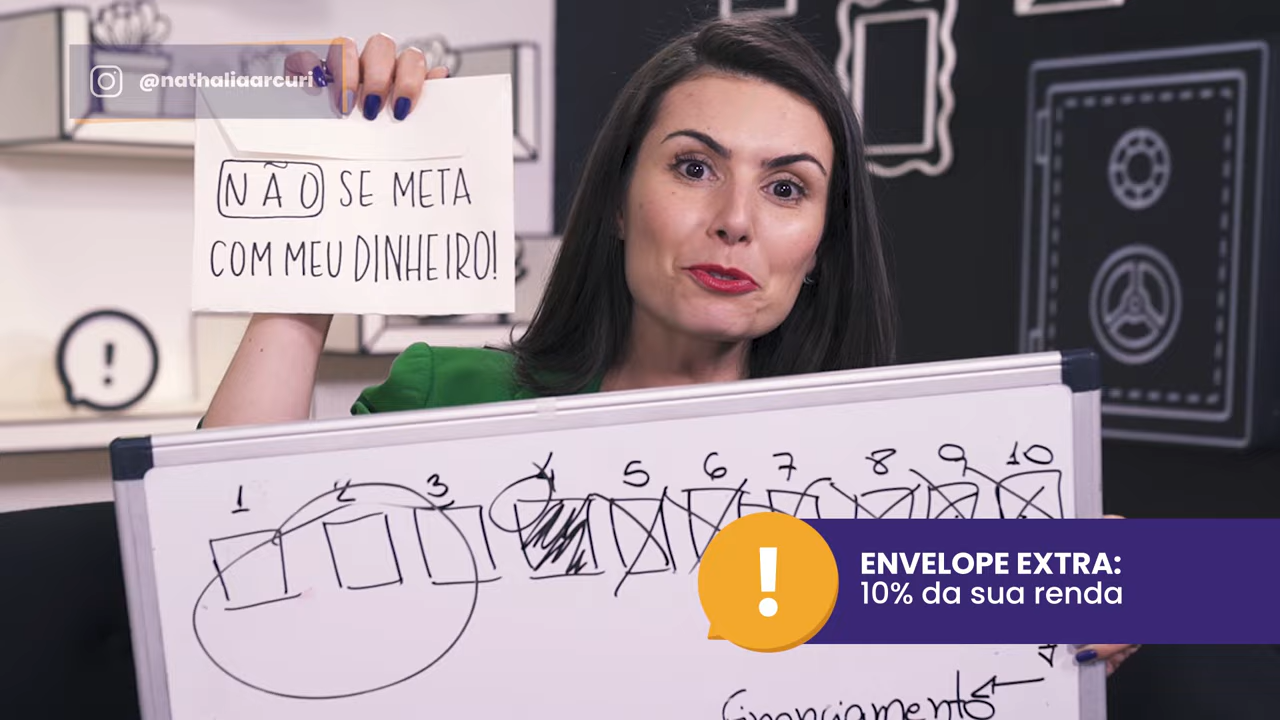 @nathaliaarcuri
NÃO SE META
COM MEU DINHEIRO!
1 2 3 4 5 6 7 8 9 10
!
ENVELOPE EXTRA:
10% da sua renda
Financiamento